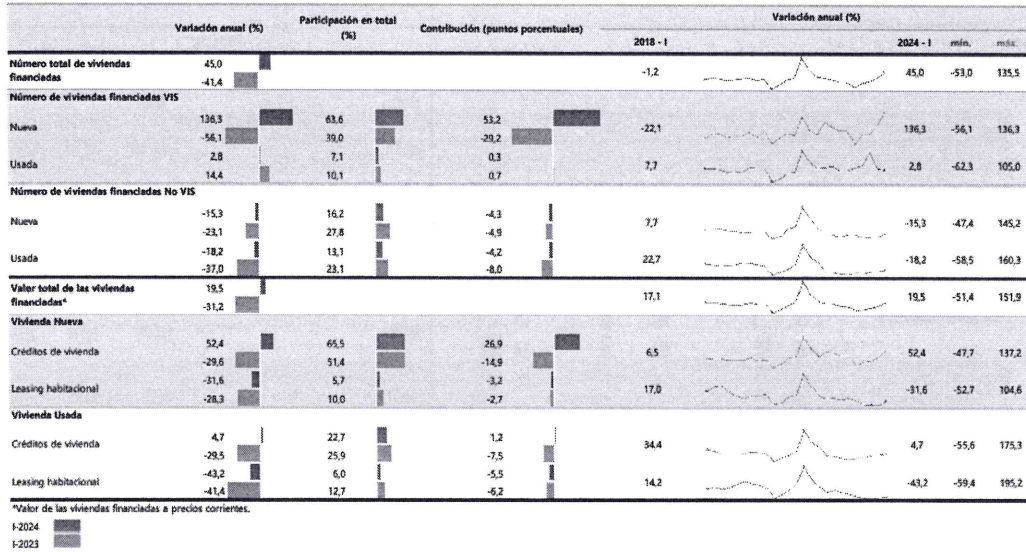 Variación anual (%) Participación en total (%) Contribución (puntos porcentuales) Variación anual (%)
2018 - I 2024 - I mín. máx.
Número total de viviendas financiadas 45,0 -1,2 45,0 -53,0 135,5
-41,4
Número de viviendas financiadas VIS
Nueva 136,3 63,6 53,2 -22,1 136,3 -56,1 136,3
-56,1 39,0 -29,2
Usada 2,8 7,1 0,3 7,7 2,8 -62,3 105,0
14,4 10,1 0,7
Número de viviendas financiadas No VIS
Nueva -15,3 16,2 -4,3 7,7 -15,3 -47,4 145,2
-23,1 27,8 -4,9
Usada -18,2 13,1 -4,2 22,7 -18,2 -58,5 160,3
-37,0 23,1 -8,0
Valor total de las viviendas financiadas* 19,5 17,1 19,5 -51,4 151,9
-31,2
Vivienda Nueva
Créditos de vivienda 52,4 65,5 26,9 6,5 52,4 -47,7 137,2
-29,6 51,4 -14,9
Leasing habitacional -31,6 5,7 -3,2 17,0 -31,6 -52,7 104,6
-28,3 10,0 -2,7
Vivienda Usada
Créditos de vivienda 4,7 22,7 1,2 34,4 4,7 -55,6 175,3
-29,5 25,9 -7,5
Leasing habitacional -43,2 6,0 -5,5 14,2 -43,2 -59,4 195,2
-41,4 12,7 -6,2
*Valor de las viviendas financiadas a precios corrientes.
I-2024
I-2023